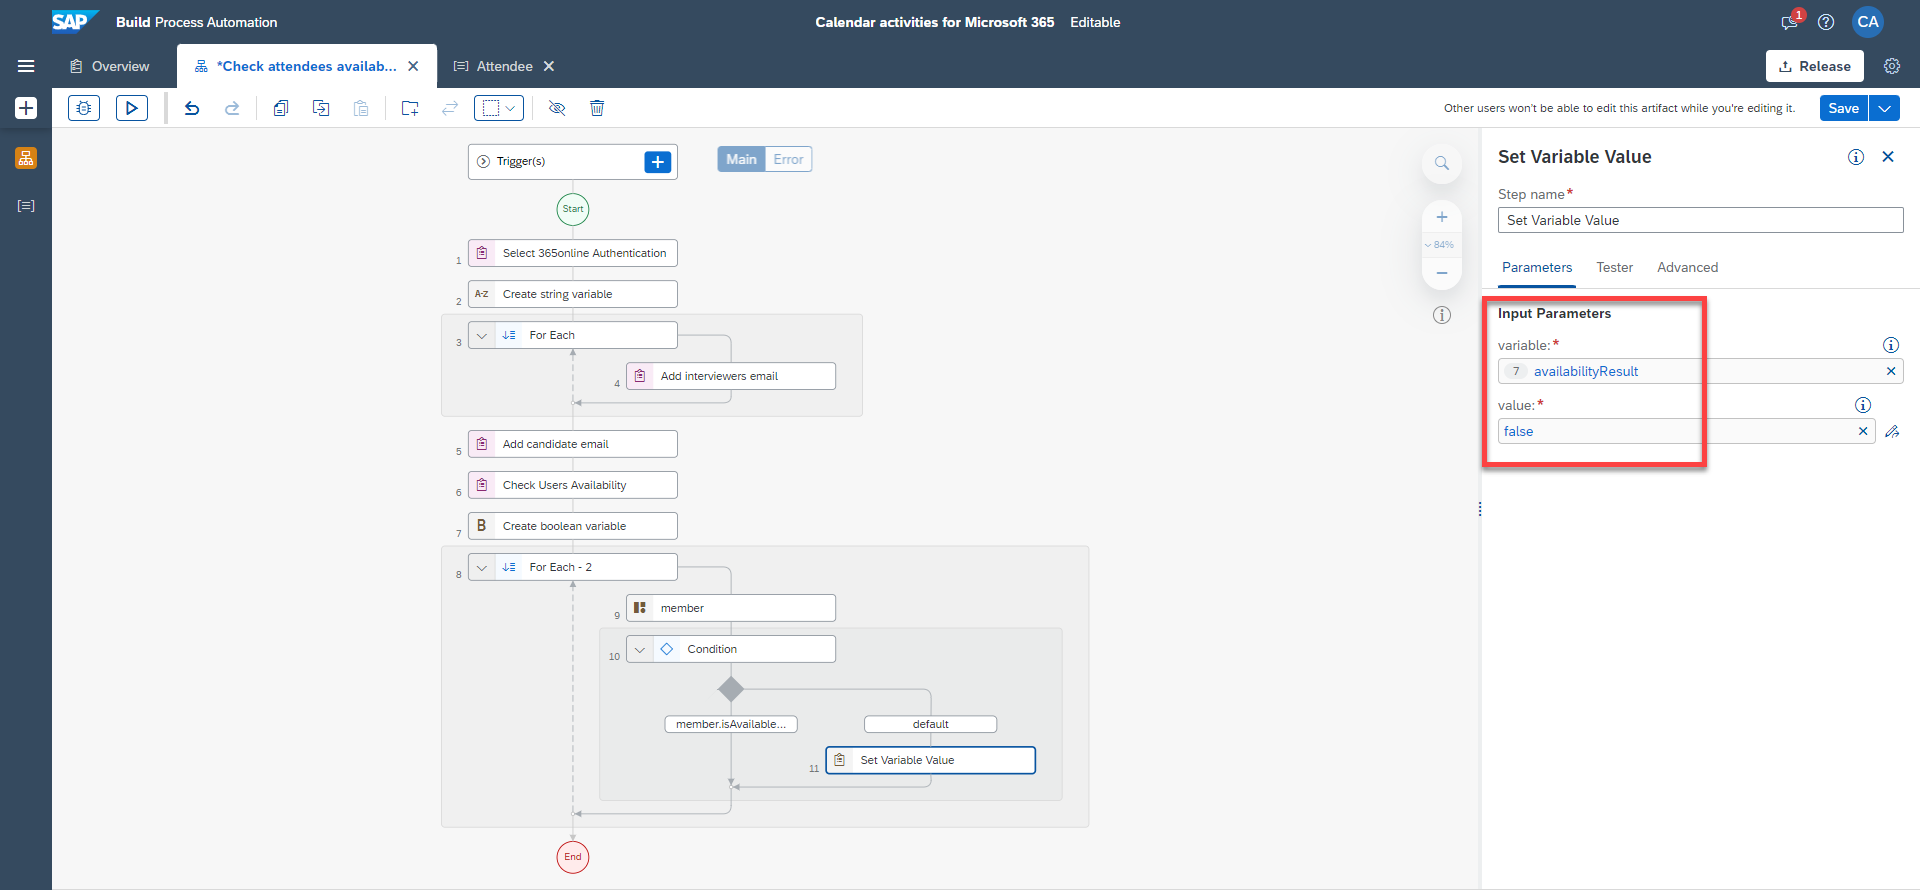 SAP Build Process Automation
Calendar activities for Microsoft 365 Editable
1
CA
Overview
*Check attendees availab...
Attendee
Release
Other users won't be able to edit this artifact while you're editing it.
Save
Trigger(s)
Main Error
Start
1 Select 365online Authentication
2 A-Z Create string variable
3 For Each
4 Add interviewers email
5 Add candidate email
6 Check Users Availability
7 B Create boolean variable
8 For Each - 2
9 member
10 Condition
member.isAvailable...
default
11 Set Variable Value
End
84%
Set Variable Value
Step name*
Set Variable Value
Parameters Tester Advanced
Input Parameters
variable:*
7 availabilityResult
value:*
false